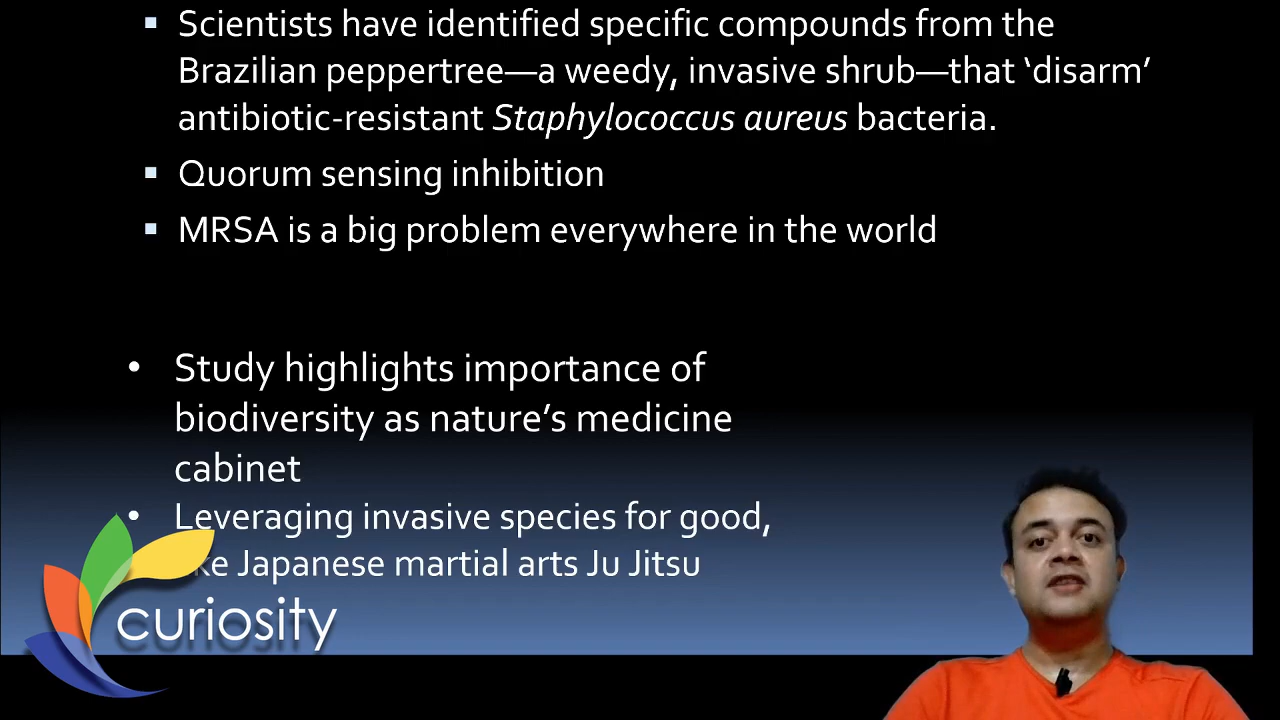 Scientists have identified specific compounds from the
Brazilian peppertree—a weedy, invasive shrub—that ‘disarm’
antibiotic-resistant Staphylococcus aureus bacteria.
Quorum sensing inhibition
MRSA is a big problem everywhere in the world
Study highlights importance of
biodiversity as nature’s medicine
cabinet
Leveraging invasive species for good,
Japanese martial arts Ju Jitsu
curiosity